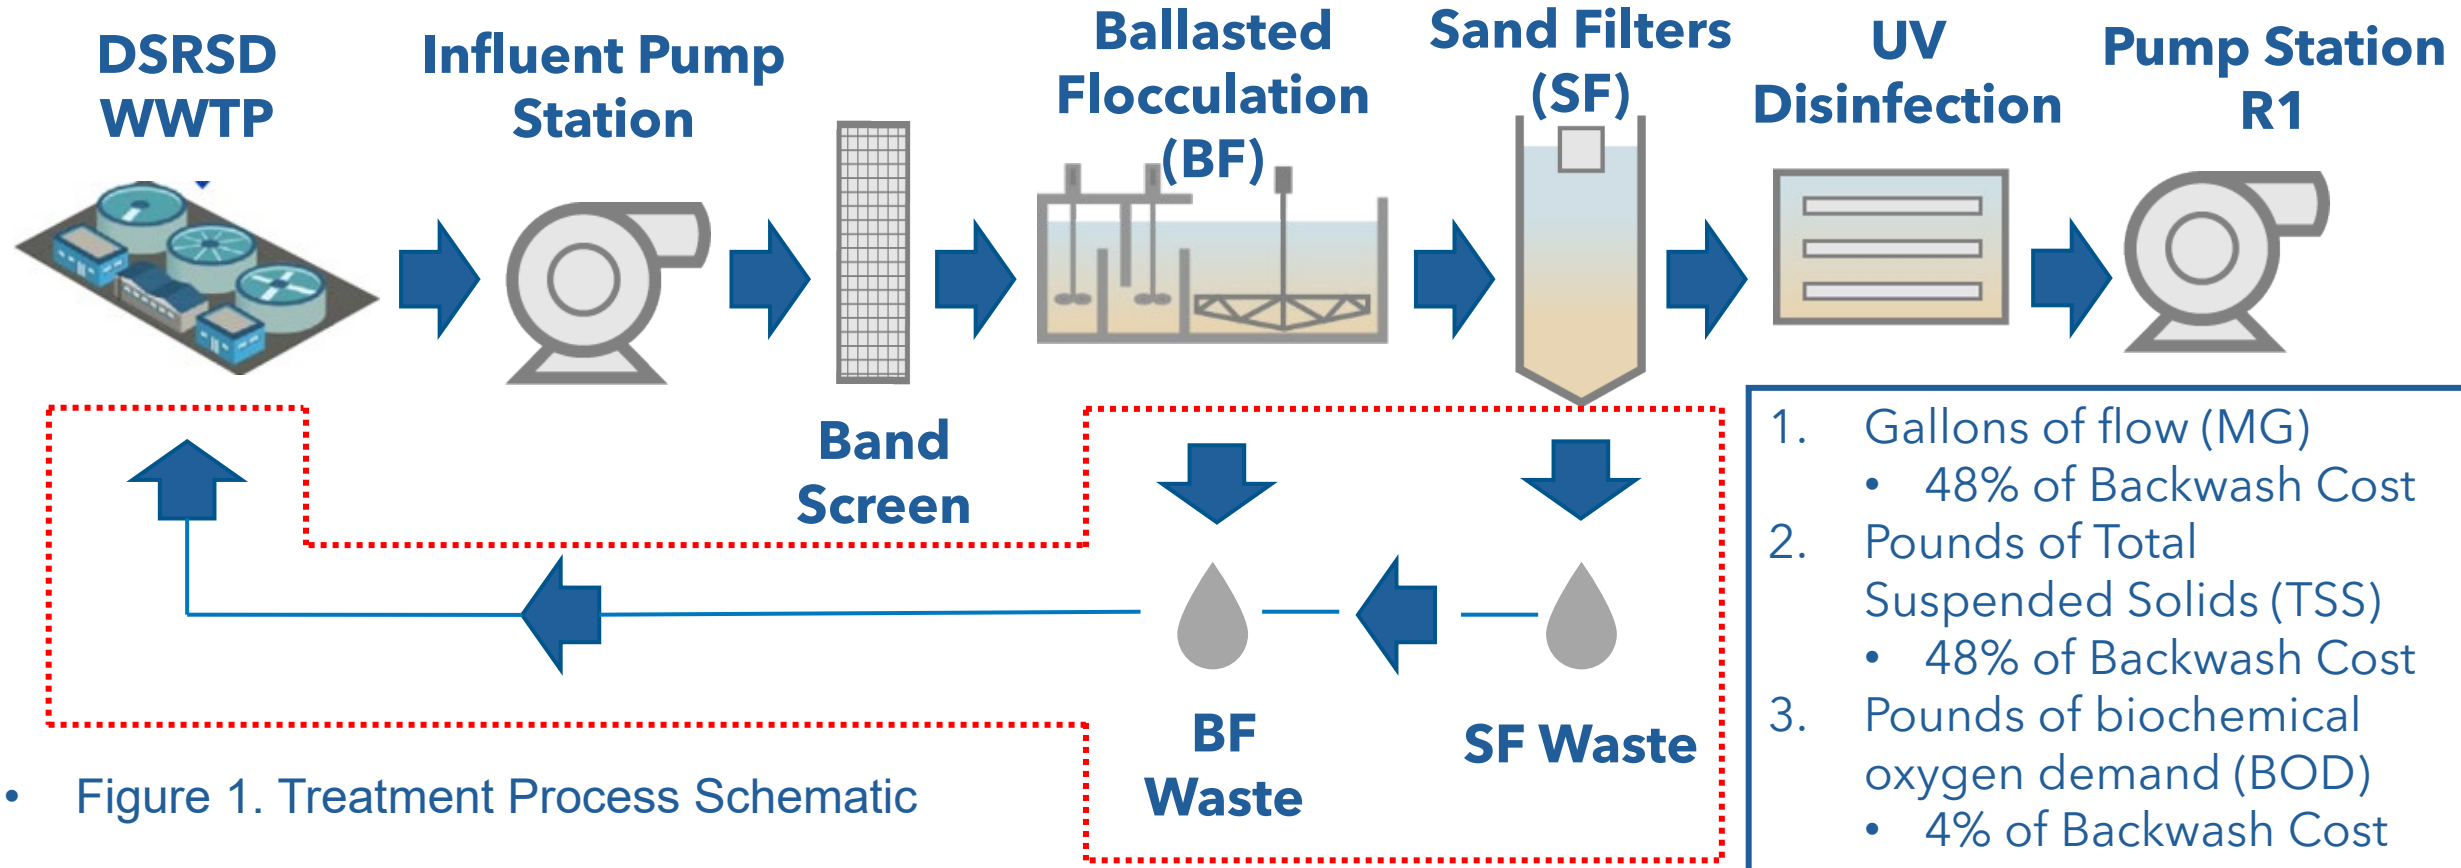 DSRSD
WWTP
Influent Pump
Station
Ballasted
Flocculation
(BF)
Sand Filters
(SF)
UV
Disinfection
Pump Station
R1
Band
Screen
BF
Waste
SF Waste
1. Gallons of flow (MG)
• 48% of Backwash Cost
2. Pounds of Total
Suspended Solids (TSS)
• 48% of Backwash Cost
3. Pounds of biochemical
oxygen demand (BOD)
• 4% of Backwash Cost
• Figure 1. Treatment Process Schematic